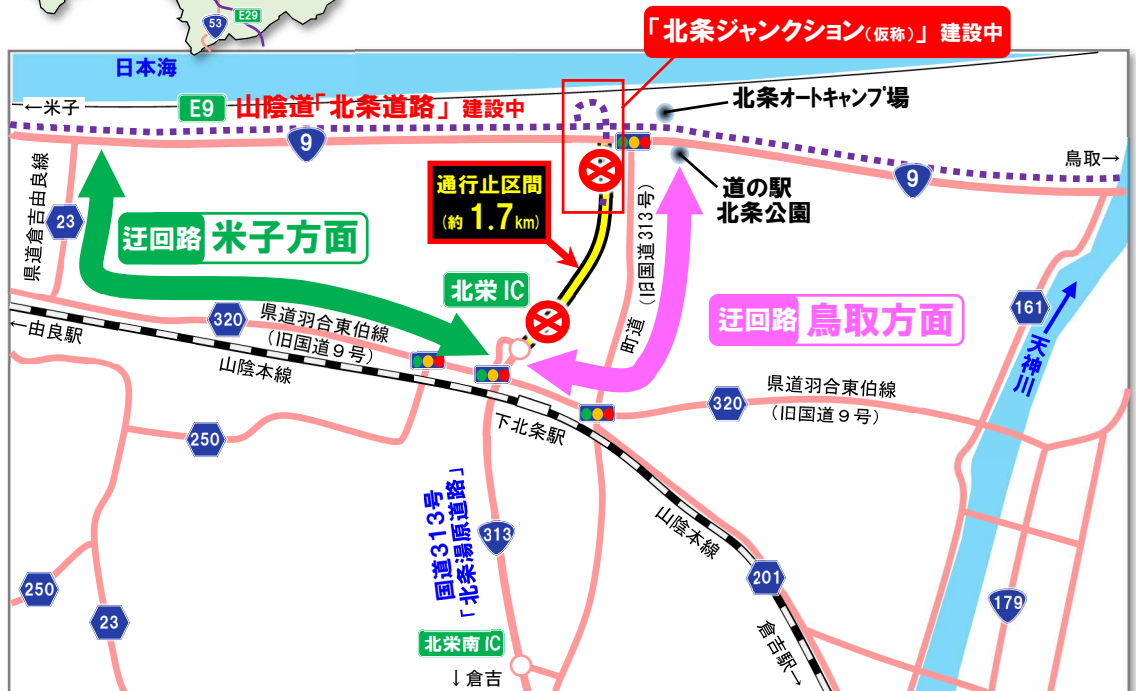 53
E29
「北条ジャンクション(仮称)」 建設中
日本海
←米子
E9 山陰道「北条道路」 建設中
北条オートキャンプ場
9
鳥取→
9
道の駅
北条公園
通行止区間
(約 1.7km)
県道倉吉由良線
23
迂回路 米子方面
北栄 IC
町道 (旧国道313号)
迂回路 鳥取方面
161
天神川
←由良駅
320
県道羽合東伯線
(旧国道9号)
山陰本線
320
県道羽合東伯線
(旧国道9号)
下北条駅
250
国道313号
「北条湯原道路」
313
山陰本線
201
250
23
179
北栄南IC
↓倉吉
倉吉駅→